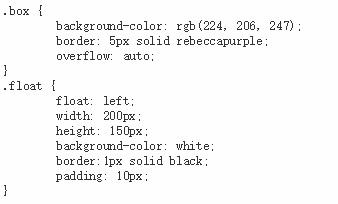 .box {
        background-color: rgb(224, 206, 247);
        border: 5px solid rebeccapurple;
        overflow: auto;
}
.float {
        float: left;
        width: 200px;
        height: 150px;
        background-color: white;
        border:1px solid black;
        padding: 10px;
}